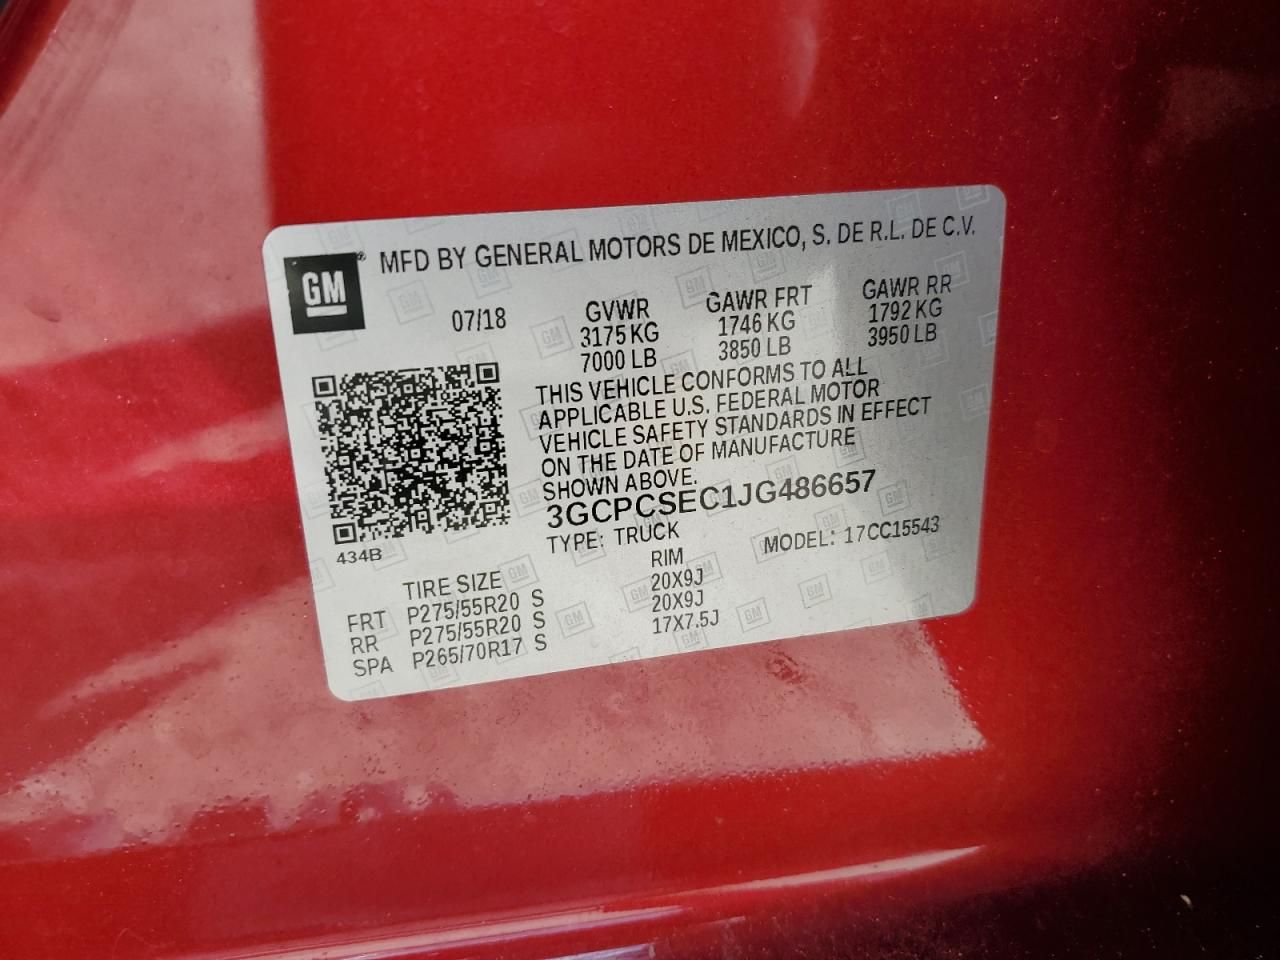 GM® MFD BY GENERAL MOTORS DE MEXICO, S. DE R.L. DE C.V.
07/18 GVWR GAWR FRT GAWR RR
3175 KG 1746 KG 1792 KG
7000 LB 3850 LB 3950 LB
THIS VEHICLE CONFORMS TO ALL
APPLICABLE U.S. FEDERAL MOTOR
VEHICLE SAFETY STANDARDS IN EFFECT
ON THE DATE OF MANUFACTURE
SHOWN ABOVE.
3GCPCSEC1JG486657
TYPE: TRUCK MODEL: 17CC15543
434B
TIRE SIZE RIM
FRT P275/55R20 S 20X9J
RR P275/55R20 S 20X9J
SPA P265/70R17 S 17X7.5J